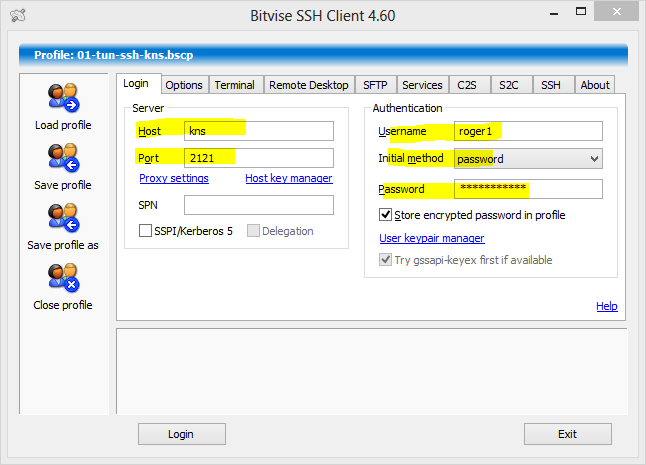 Bitvise SSH Client 4.60
Profile: 01-tun-ssh-kns.bscp
Load profile
Save profile
Save profile as
Close profile
Login Options Terminal Remote Desktop SFTP Services C2S S2C SSH About
Server
Host kns
Port 2121
Proxy settings Host key manager
SPN
SSPI/Kerberos 5 Delegation
Authentication
Username roger1
Initial method password
Password ***********
Store encrypted password in profile
User keypair manager
Try gssapi-keyex first if available
Help
Login Exit